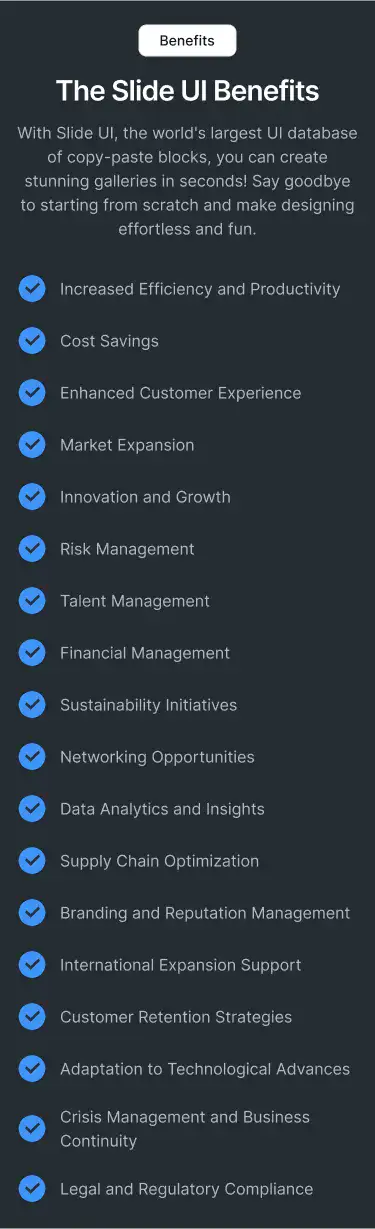 Benefits
The Slide UI Benefits
With Slide UI, the world's largest UI database
of copy-paste blocks, you can create
stunning galleries in seconds! Say goodbye
to starting from scratch and make designing
effortless and fun.
Increased Efficiency and Productivity
Cost Savings
Enhanced Customer Experience
Market Expansion
Innovation and Growth
Risk Management
Talent Management
Financial Management
Sustainability Initiatives
Networking Opportunities
Data Analytics and Insights
Supply Chain Optimization
Branding and Reputation Management
International Expansion Support
Customer Retention Strategies
Adaptation to Technological Advances
Crisis Management and Business
Continuity
Legal and Regulatory Compliance